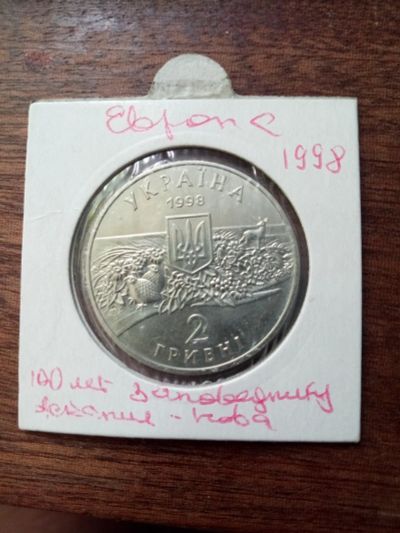 Европа
1998
УКРАЇНА
1998
2
ГРИВНІ
100 лет Заповеднику
Аскания - Нова